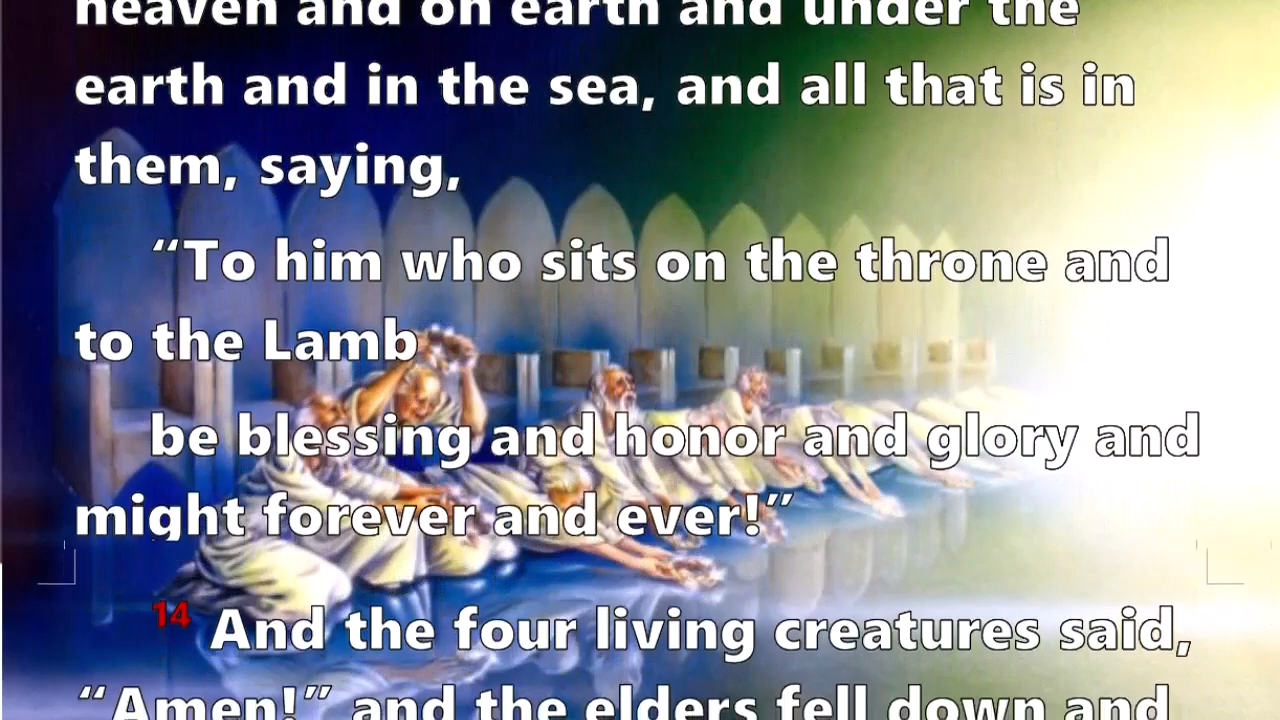 heaven and on earth and under the
earth and in the sea, and all that is in
them, saying,
“To him who sits on the throne and
to the Lamb
be blessing and honor and glory and
might forever and ever!”
14 And the four living creatures said,
“Amen!” and the elders fell down and